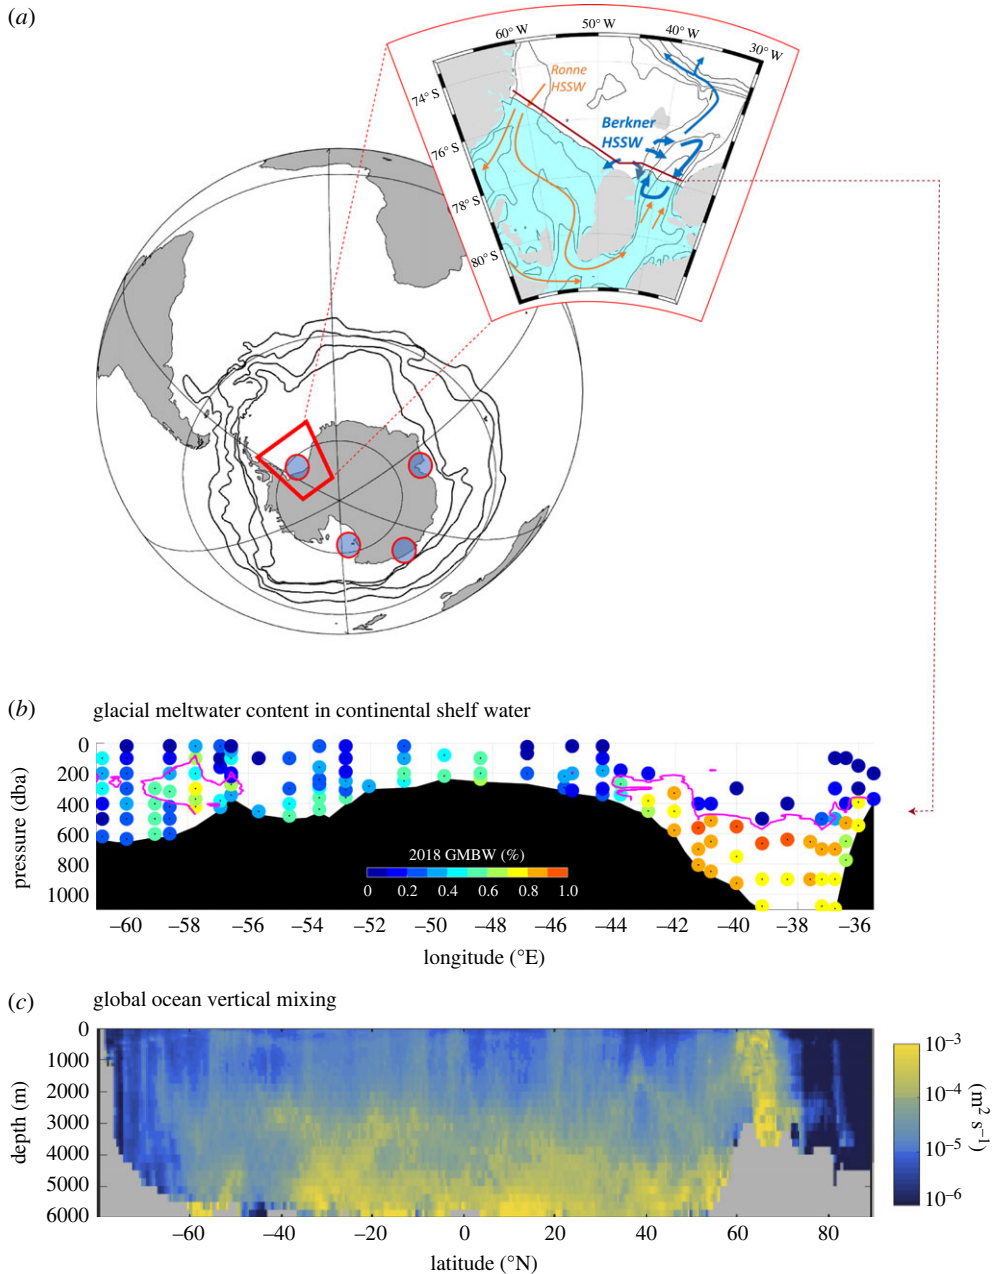 (a)
60° W
50° W
40° W
30° W
74° S
76° S
78° S
80° S
Ronne
HSSW
Berkner
HSSW
(b) glacial meltwater content in continental shelf water
pressure (dba)
0
200
400
600
800
1000
2018 GMBW (%)
0 0.2 0.4 0.6 0.8 1.0
–60 –58 –56 –54 –52 –50 –48 –46 –44 –42 –40 –38 –36
longitude (°E)
(c) global ocean vertical mixing
depth (m)
0
1000
2000
3000
4000
5000
6000
–60 –40 –20 0 20 40 60 80
latitude (°N)
10⁻³
10⁻⁴
10⁻⁵
10⁻⁶
(m² s⁻¹)